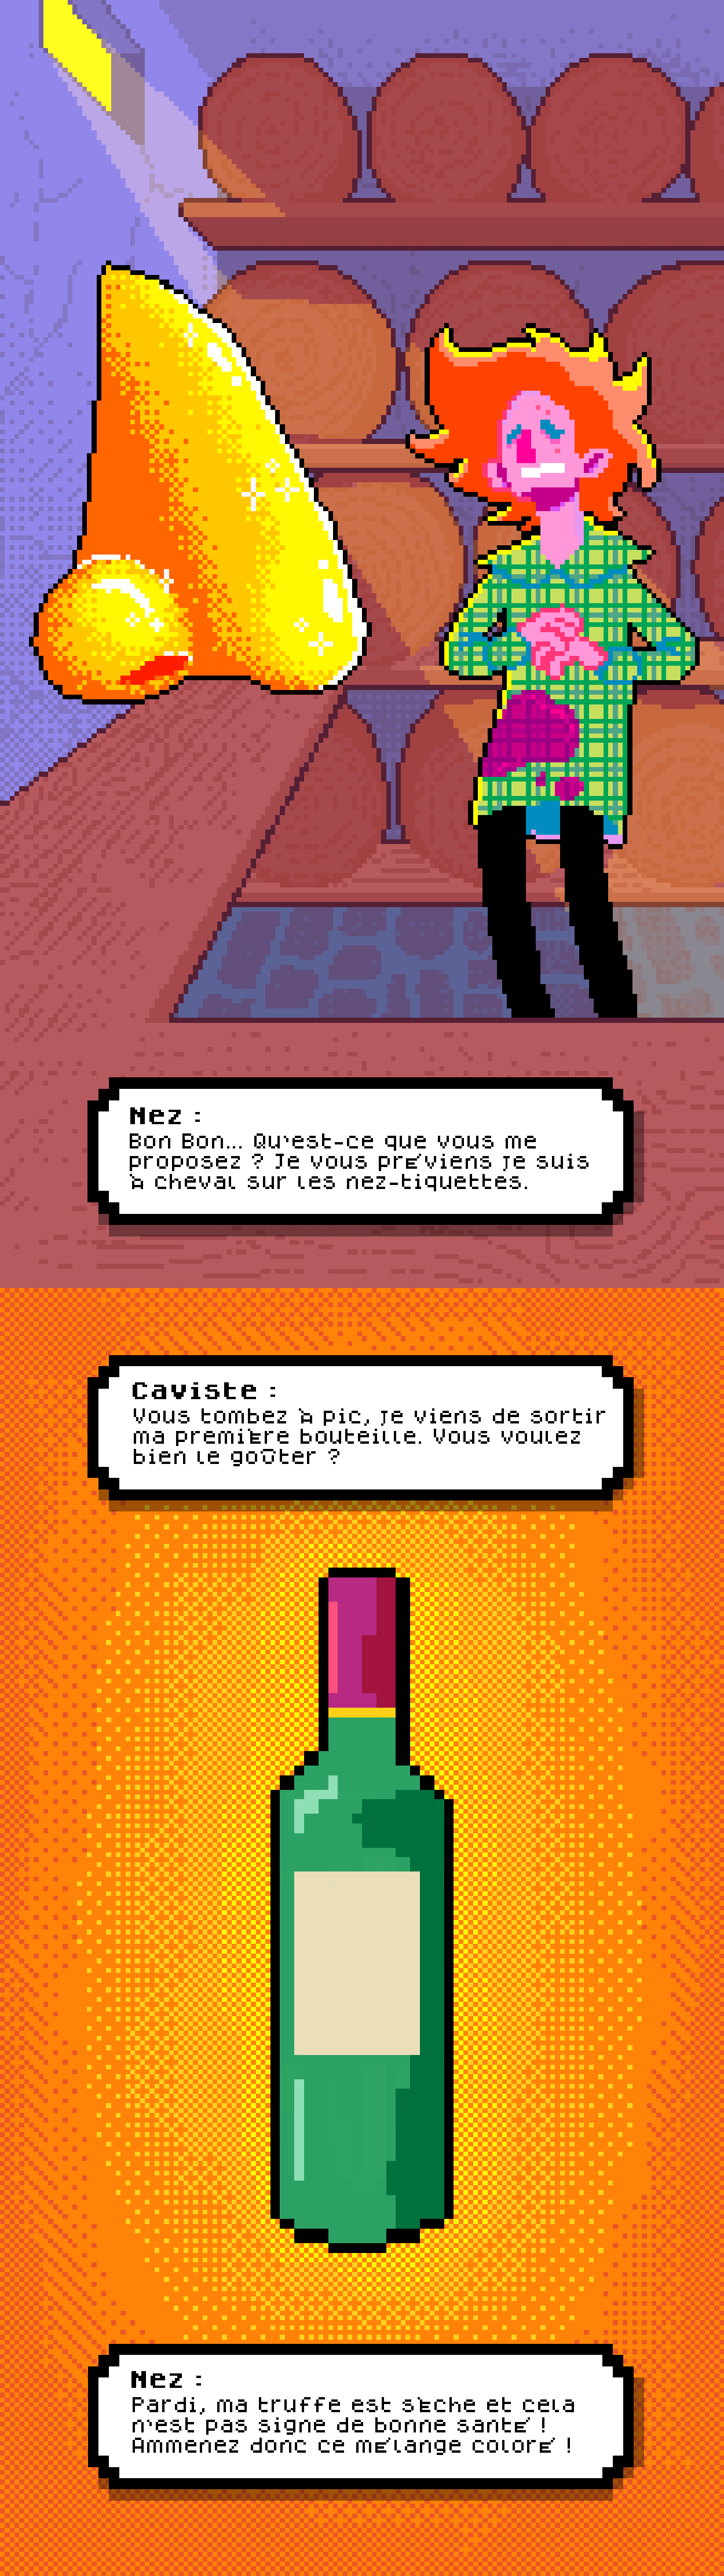 Nez :
Bon Bon... Qu'est-ce que vous me
proposez ? Je vous préviens je suis
à cheval sur les nez-tiquettes.
Caviste :
Vous tombez à pic, je viens de sortir
ma première bouteille. Vous voulez
bien le goûter ?
Nez :
Pardi, ma truffe est sèche et cela
n'est pas signe de bonne santé !
Ammenez donc ce mélange coloré !